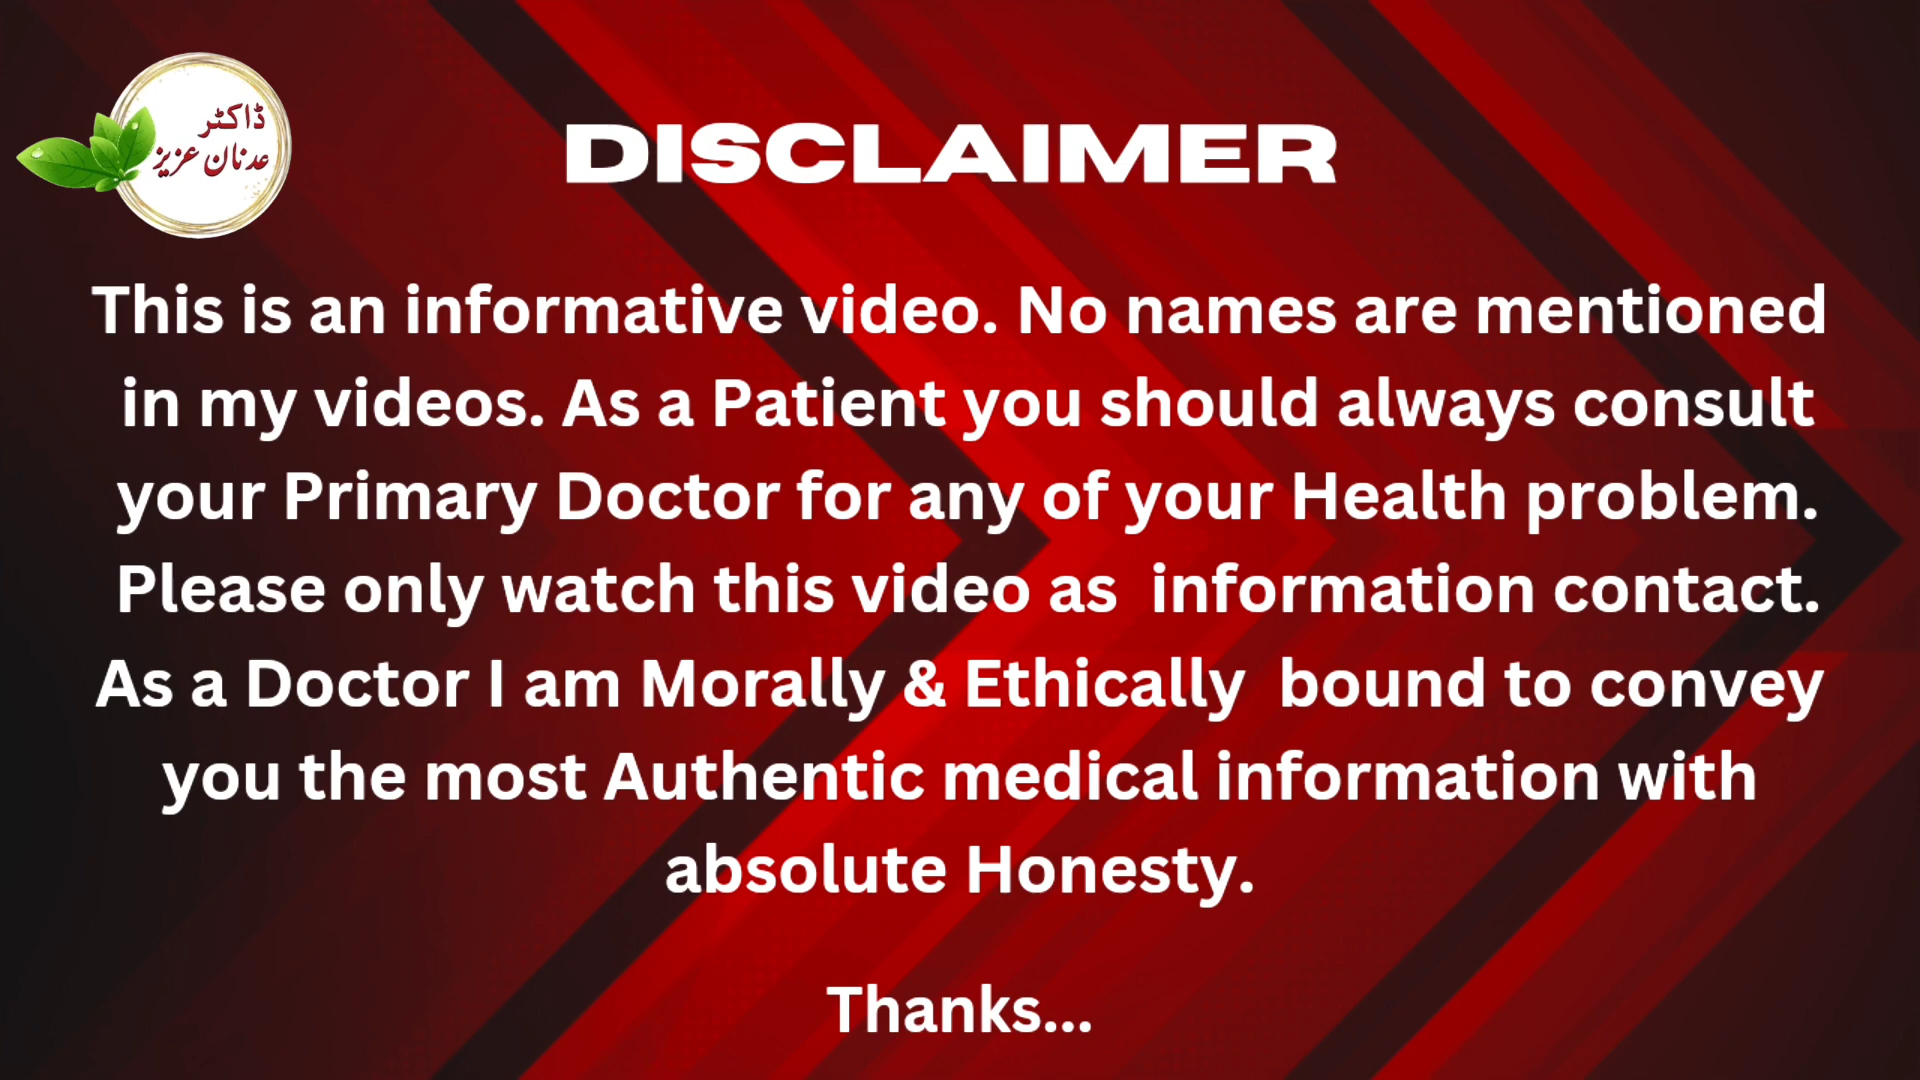 ڈاکٹر
عدنان عزیز
DISCLAIMER
This is an informative video. No names are mentioned
in my videos. As a Patient you should always consult
your Primary Doctor for any of your Health problem.
Please only watch this video as  information contact.
As a Doctor I am Morally & Ethically  bound to convey
you the most Authentic medical information with
absolute Honesty.
Thanks...